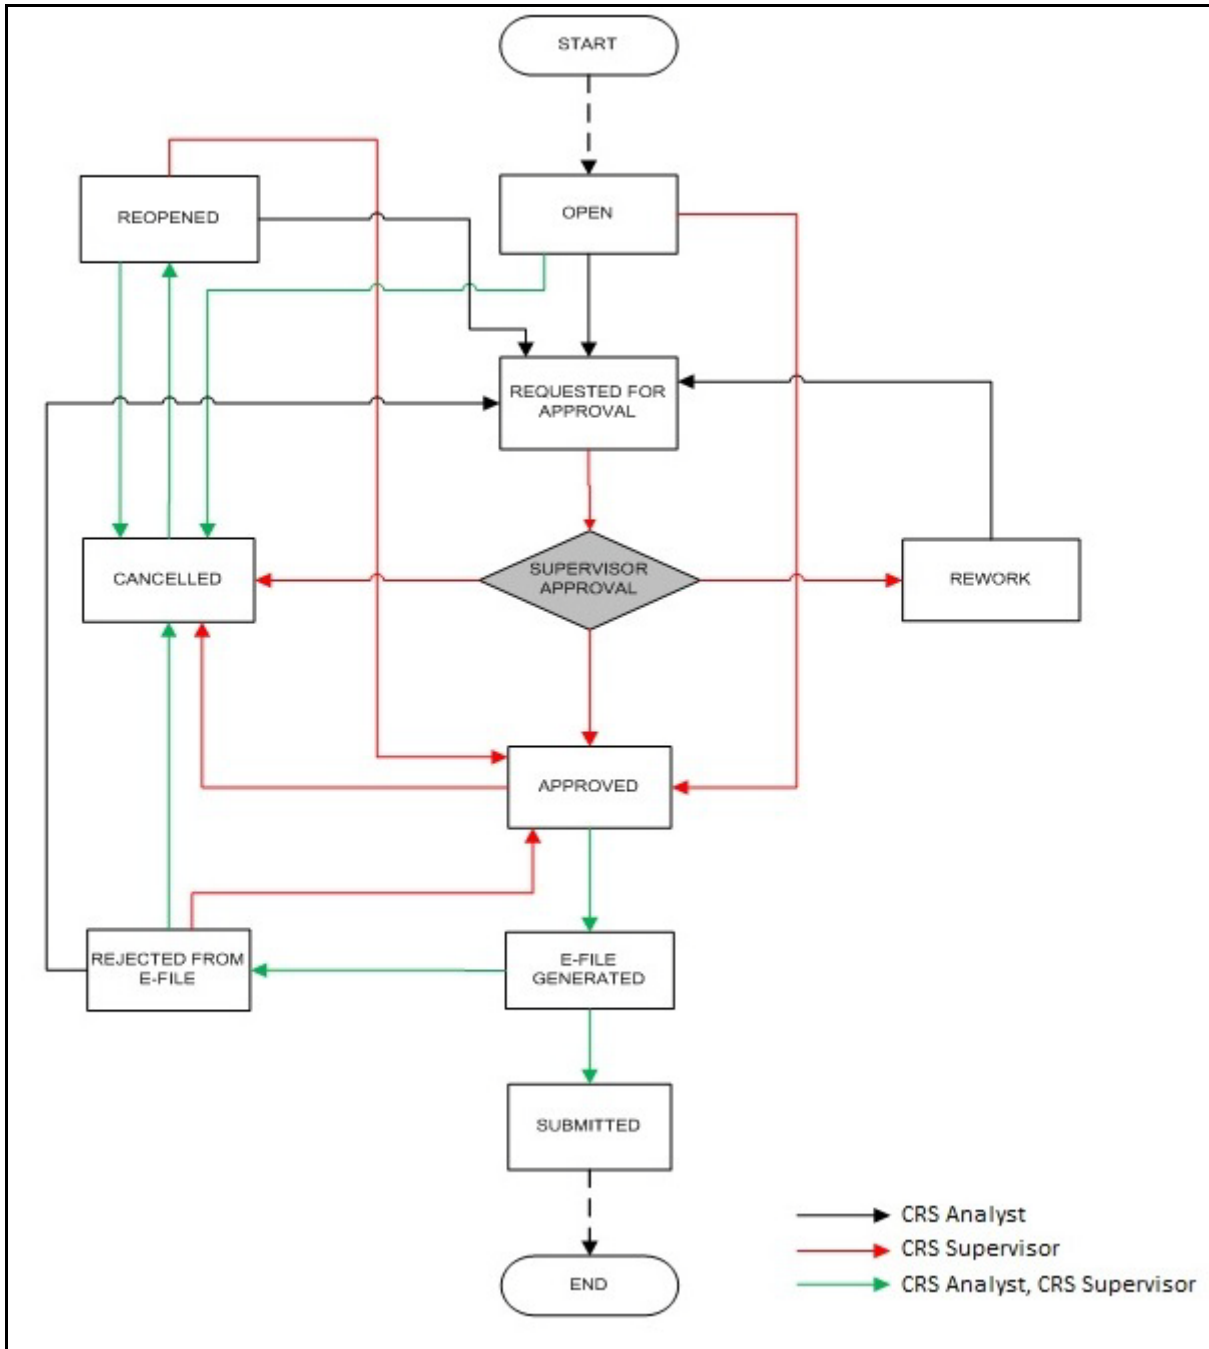 START
REOPENED
OPEN
REQUESTED FOR
APPROVAL
CANCELLED
SUPERVISOR
APPROVAL
REWORK
APPROVED
REJECTED FROM
E-FILE
E-FILE
GENERATED
SUBMITTED
END
CRS Analyst
CRS Supervisor
CRS Analyst, CRS Supervisor